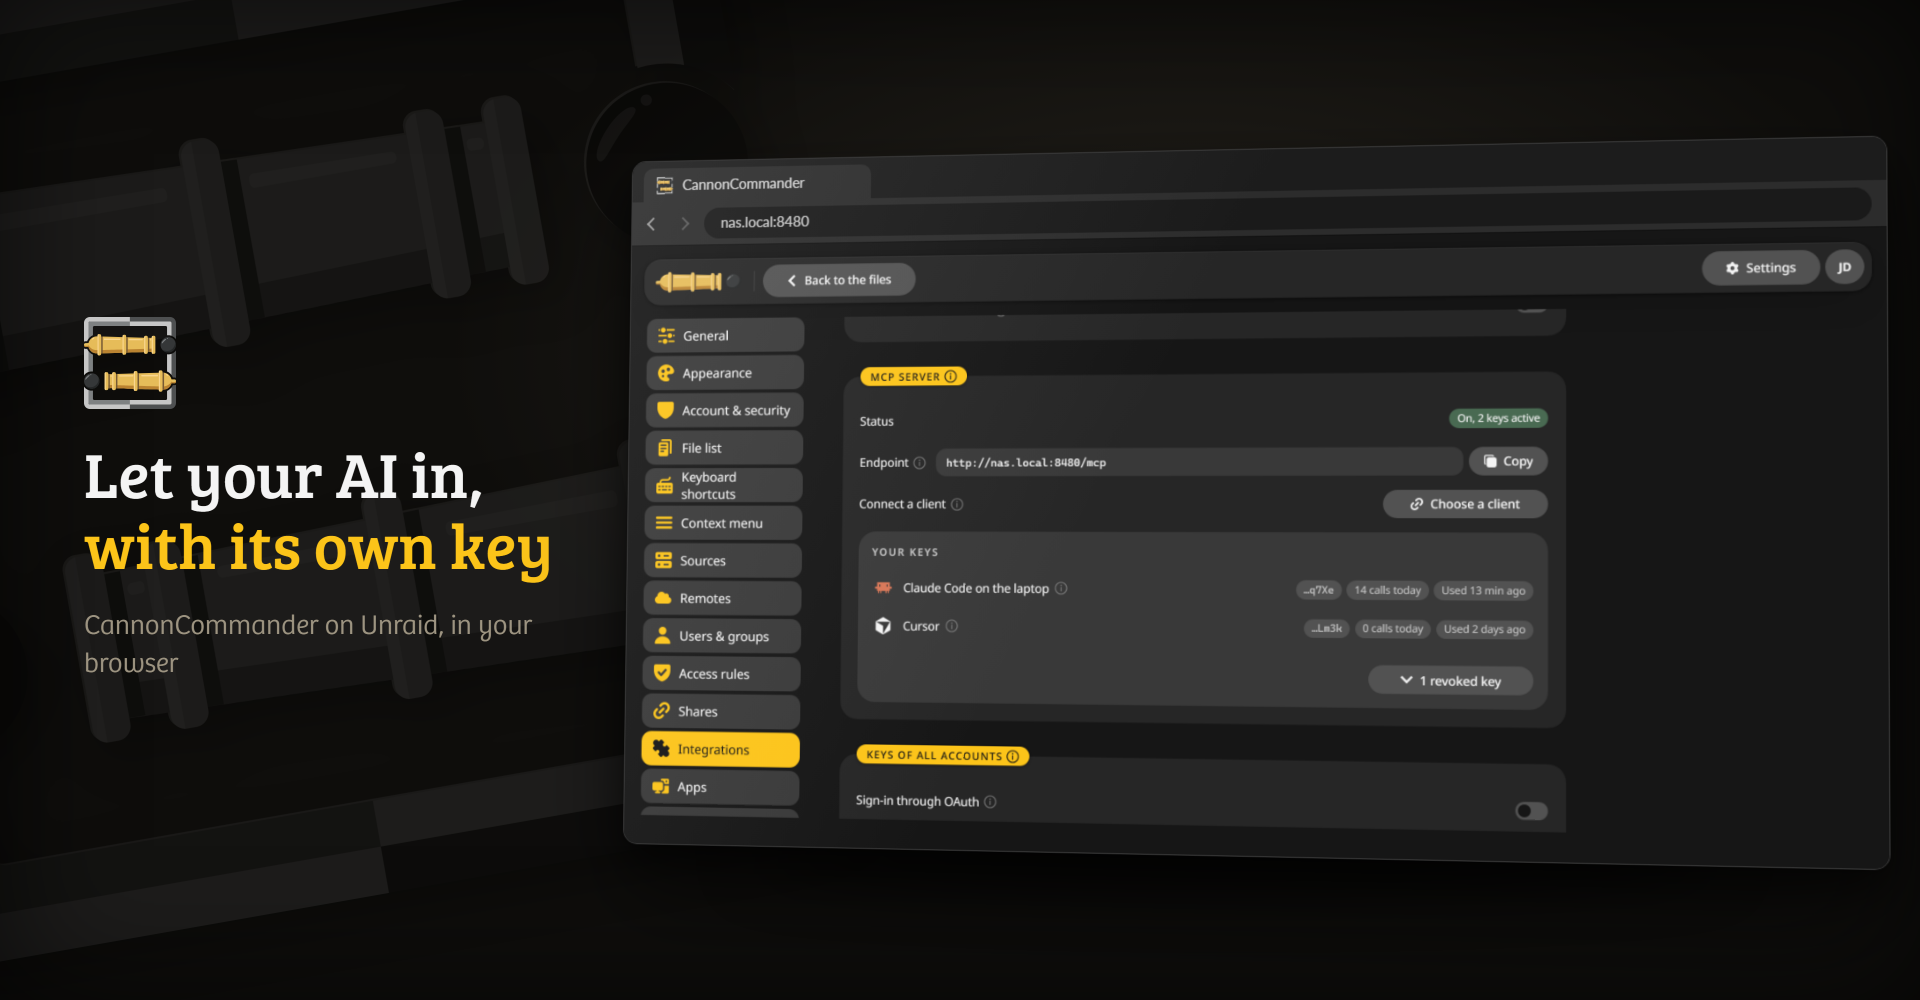 Let your AI in,
with its own key
CannonCommander on Unraid, in your
browser
CannonCommander
nas.local:8480
Back to the files
Settings
JD
General
Appearance
Account & security
File list
Keyboard
shortcuts
Context menu
Sources
Remotes
Users & groups
Access rules
Shares
Integrations
Apps
MCP SERVER
Status
On, 2 keys active
Endpoint
http://nas.local:8480/mcp
Copy
Connect a client
Choose a client
YOUR KEYS
Claude Code on the laptop
…q7Xe
14 calls today
Used 13 min ago
Cursor
…Lm3k
0 calls today
Used 2 days ago
1 revoked key
KEYS OF ALL ACCOUNTS
Sign-in through OAuth